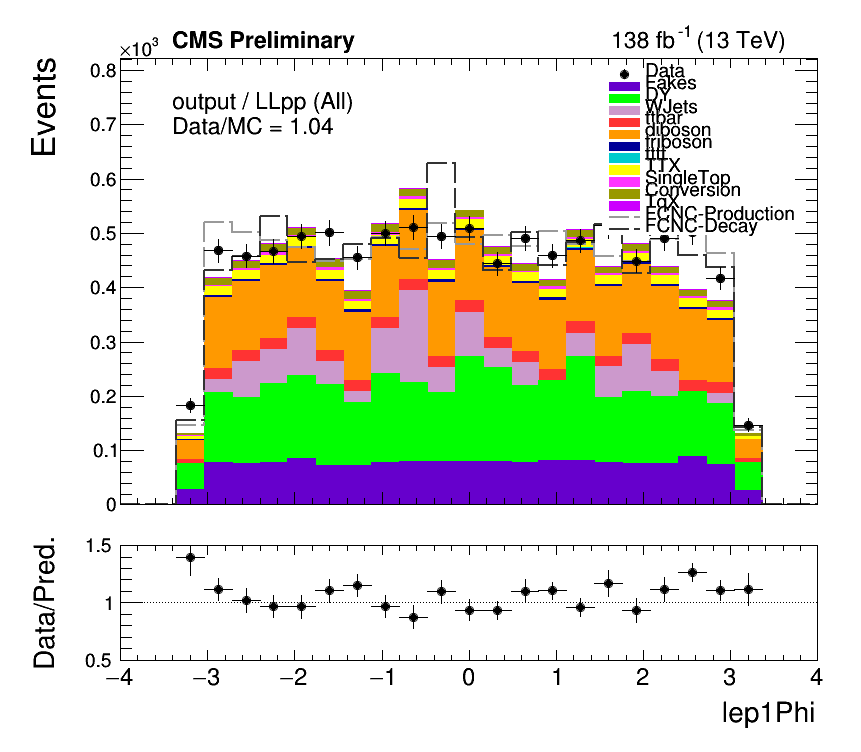 ×10³ CMS Preliminary 138 fb⁻¹ (13 TeV)
Events
output / LLpp (All)
Data/MC = 1.04
Data
Fakes
DY
WJets
ttbar
diboson
triboson
tttt
TTX
SingleTop
Conversion
TqX
FCNC-Production
FCNC-Decay
0.8
0.7
0.6
0.5
0.4
0.3
0.2
0.1
0
Data/Pred.
1.5
1
0.5
−4 −3 −2 −1 0 1 2 3 4
lep1Phi